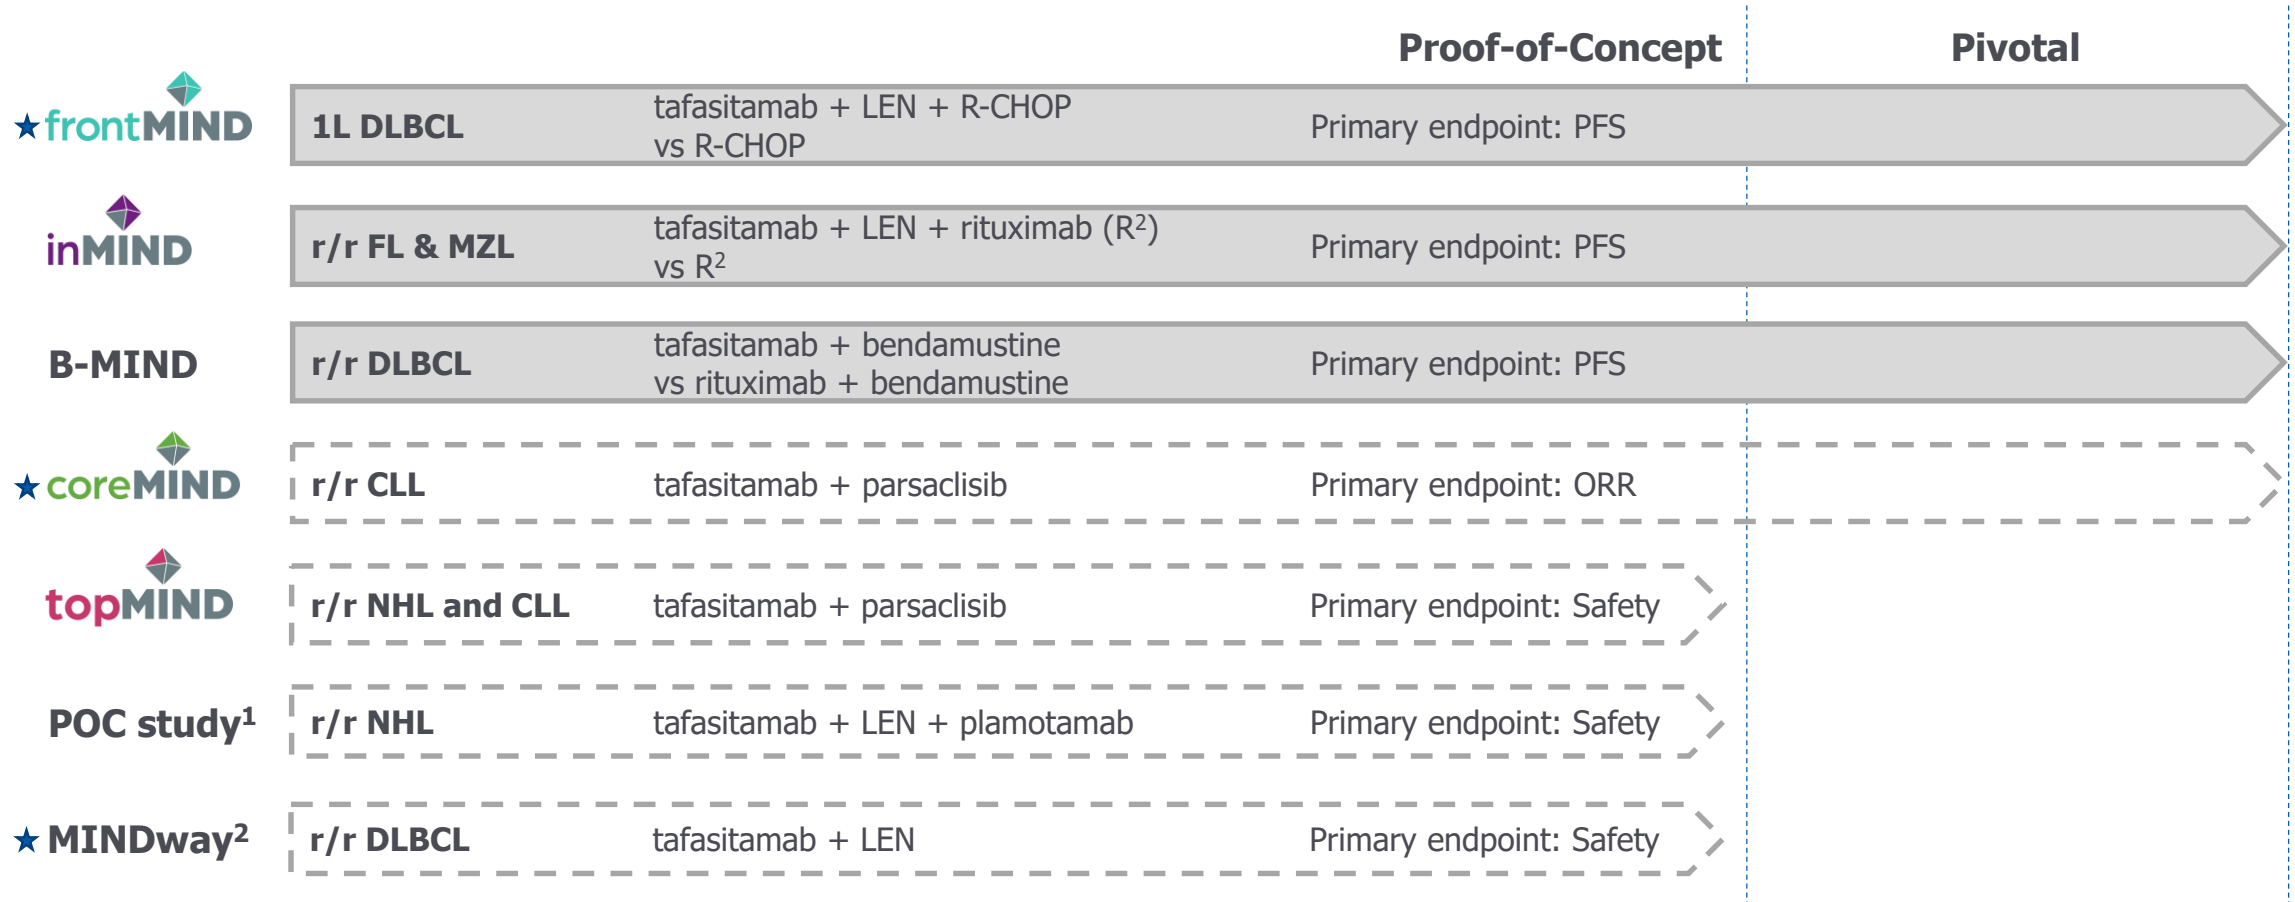 Proof-of-Concept Pivotal
frontMIND
1L DLBCL
tafasitamab + LEN + R-CHOP
vs R-CHOP
Primary endpoint: PFS
inMIND
r/r FL & MZL
tafasitamab + LEN + rituximab (R²)
vs R²
Primary endpoint: PFS
B-MIND
r/r DLBCL
tafasitamab + bendamustine
vs rituximab + bendamustine
Primary endpoint: PFS
coreMIND
r/r CLL
tafasitamab + parsaclisib
Primary endpoint: ORR
topMIND
r/r NHL and CLL
tafasitamab + parsaclisib
Primary endpoint: Safety
POC study¹
r/r NHL
tafasitamab + LEN + plamotamab
Primary endpoint: Safety
MINDway²
r/r DLBCL
tafasitamab + LEN
Primary endpoint: Safety